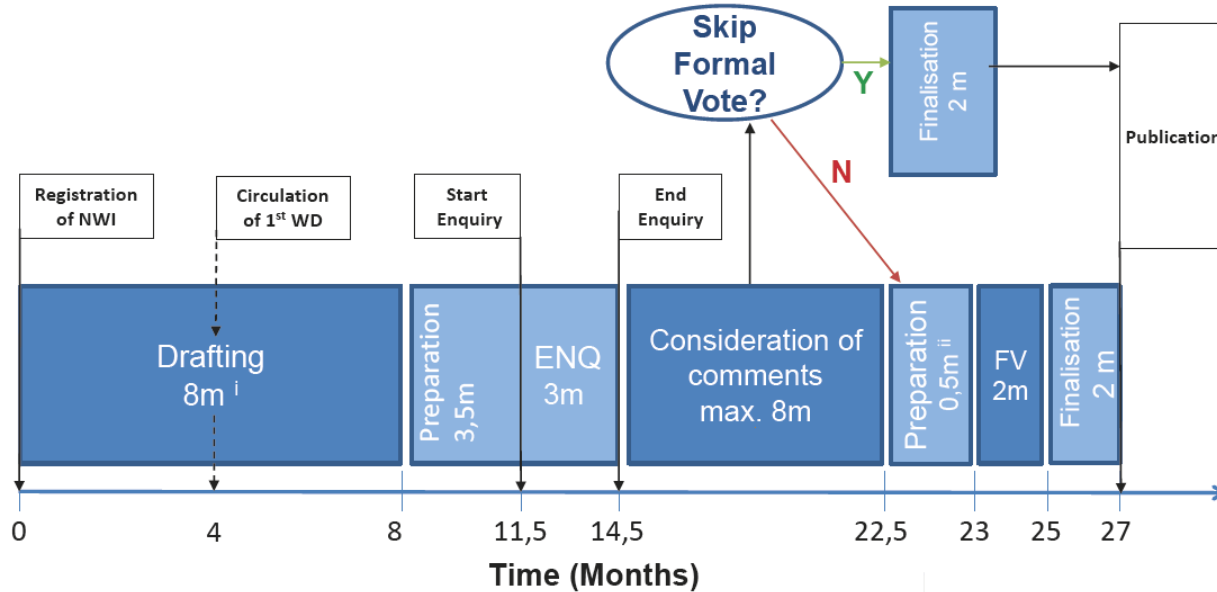 Skip
Formal
Vote?
Y
N
Finalisation
2 m
Publication
Registration
of NWI
Circulation
of 1st WD
Start
Enquiry
End
Enquiry
Drafting
8m i
Preparation
3,5m
ENQ
3m
Consideration of
comments
max. 8m
Preparation
0,5m ii
FV
2m
Finalisation
2 m
0 4 8 11,5 14,5 22,5 23 25 27
Time (Months)